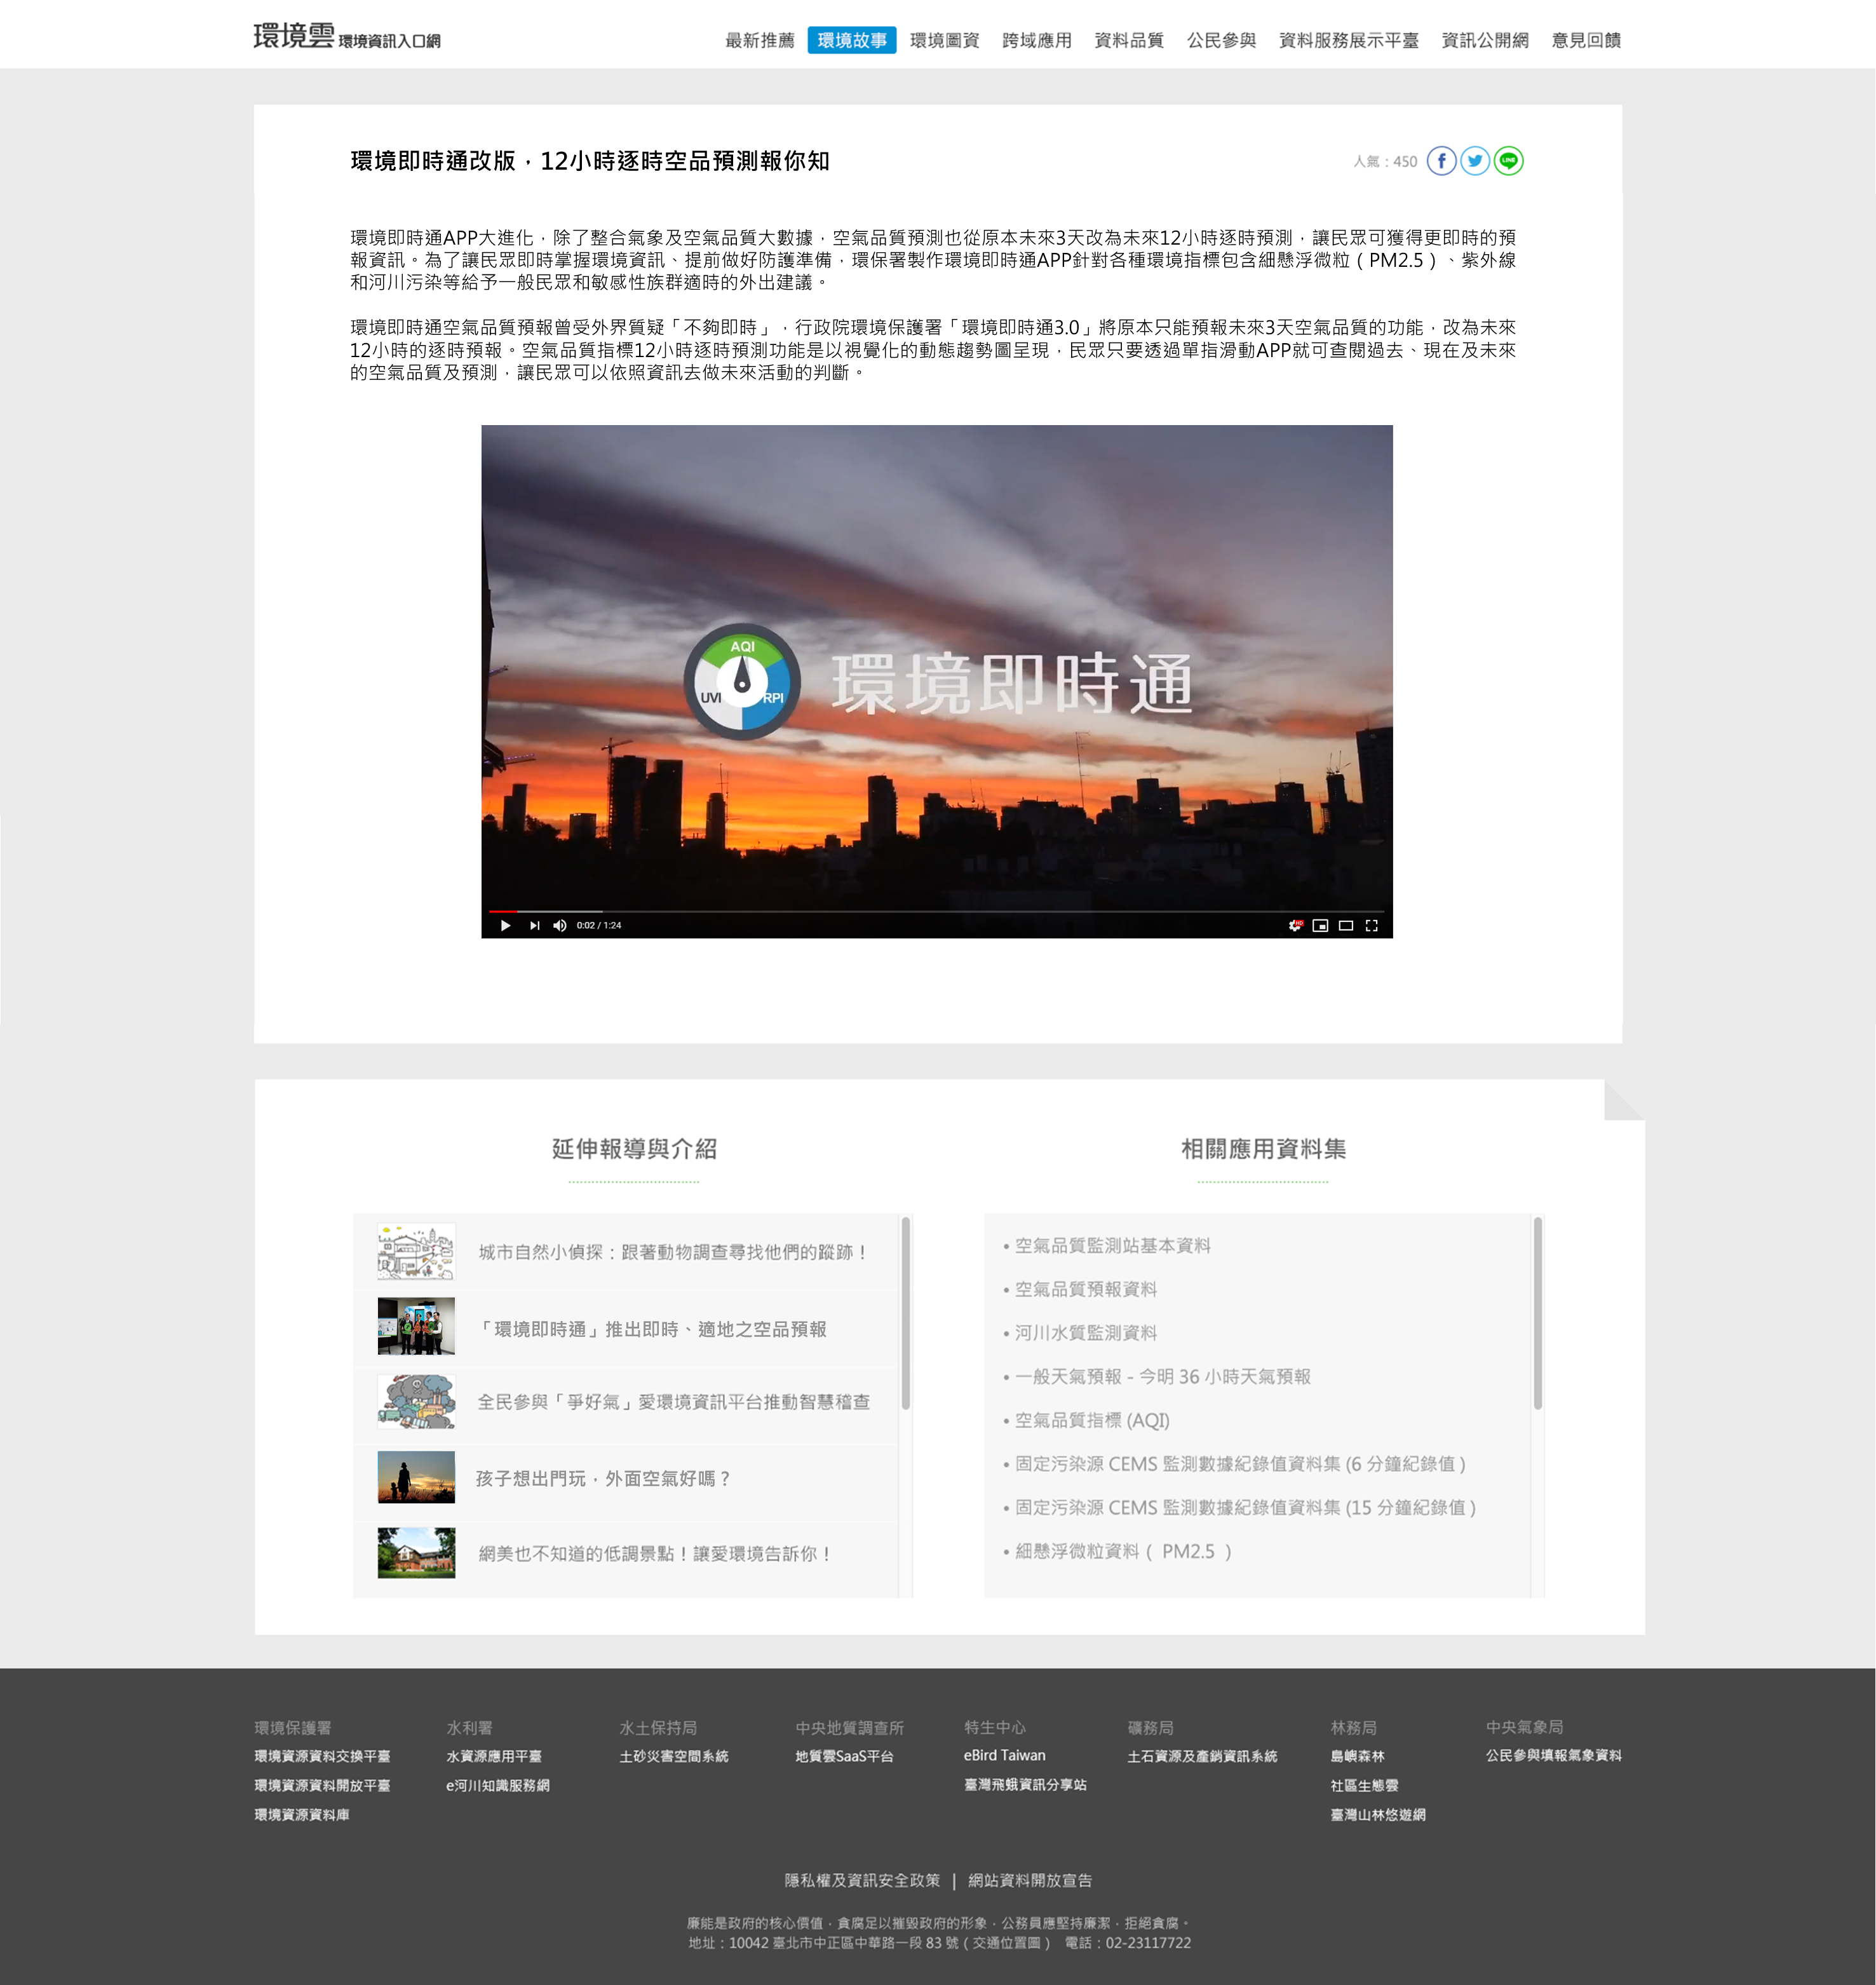 環境雲 環境資訊入口網
最新推薦 環境故事 環境圖資 跨域應用 資料品質 公民參與 資料服務展示平臺 資訊公開網 意見回饋
環境即時通改版，12小時逐時空品預測報你知
人氣：450
LINE
環境即時通APP大進化，除了整合氣象及空氣品質大數據，空氣品質預測也從原本未來3天改為未來12小時逐時預測，讓民眾可獲得更即時的預
報資訊。為了讓民眾即時掌握環境資訊、提前做好防護準備，環保署製作環境即時通APP針對各種環境指標包含細懸浮微粒（PM2.5）、紫外線
和河川污染等給予一般民眾和敏感性族群適時的外出建議。
環境即時通空氣品質預報曾受外界質疑「不夠即時」，行政院環境保護署「環境即時通3.0」將原本只能預報未來3天空氣品質的功能，改為未來
12小時的逐時預報。空氣品質指標12小時逐時預測功能是以視覺化的動態趨勢圖呈現，民眾只要透過單指滑動APP就可查閱過去、現在及未來
的空氣品質及預測，讓民眾可以依照資訊去做未來活動的判斷。
AQI
UVI RPI
環境即時通
0:02 / 1:24
HD
延伸報導與介紹
城市自然小偵探：跟著動物調查尋找他們的蹤跡！
「環境即時通」推出即時、適地之空品預報
全民參與「爭好氣」愛環境資訊平台推動智慧稽查
孩子想出門玩，外面空氣好嗎？
網美也不知道的低調景點！讓愛環境告訴你！
相關應用資料集
• 空氣品質監測站基本資料
• 空氣品質預報資料
• 河川水質監測資料
• 一般天氣預報 - 今明 36 小時天氣預報
• 空氣品質指標 (AQI)
• 固定污染源 CEMS 監測數據紀錄值資料集 (6 分鐘紀錄值 )
• 固定污染源 CEMS 監測數據紀錄值資料集 (15 分鐘紀錄值 )
• 細懸浮微粒資料（ PM2.5 ）
環境保護署
環境資源資料交換平臺
環境資源資料開放平臺
環境資源資料庫
水利署
水資源應用平臺
e河川知識服務網
水土保持局
土砂災害空間系統
中央地質調查所
地質雲SaaS平台
特生中心
eBird Taiwan
臺灣飛蛾資訊分享站
礦務局
土石資源及產銷資訊系統
林務局
島嶼森林
社區生態雲
臺灣山林悠遊網
中央氣象局
公民參與填報氣象資料
隱私權及資訊安全政策 | 網站資料開放宣告
廉能是政府的核心價值，貪腐足以摧毀政府的形象，公務員應堅持廉潔，拒絕貪腐。
地址：10042 臺北市中正區中華路一段 83 號（交通位置圖） 電話：02-23117722